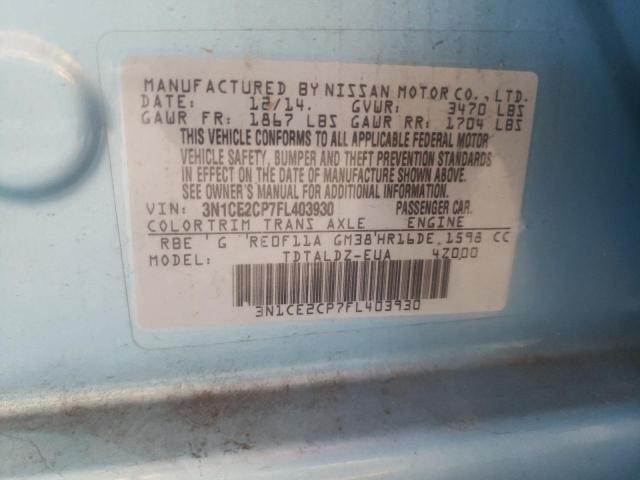 MANUFACTURED BY NISSAN MOTOR CO., LTD.
DATE: 12/14. GVWR: 3470 LBS
GAWR FR: 1867 LBS GAWR RR: 1704 LBS
THIS VEHICLE CONFORMS TO ALL APPLICABLE FEDERAL MOTOR
VEHICLE SAFETY, BUMPER AND THEFT PREVENTION STANDARDS
IN EFFECT ON THE DATE OF MANUFACTURE SHOWN ABOVE.
SEE OWNER'S MANUAL FOR ADDITIONAL INFORMATION.
VIN: 3N1CE2CP7FL403930 PASSENGER CAR.
COLOR TRIM TRANS AXLE ENGINE
RBE G RE0F11A GM38 HR16DE 1598 CC
TDTALDZ-EUA 4Z000
3N1CE2CP7FL403930